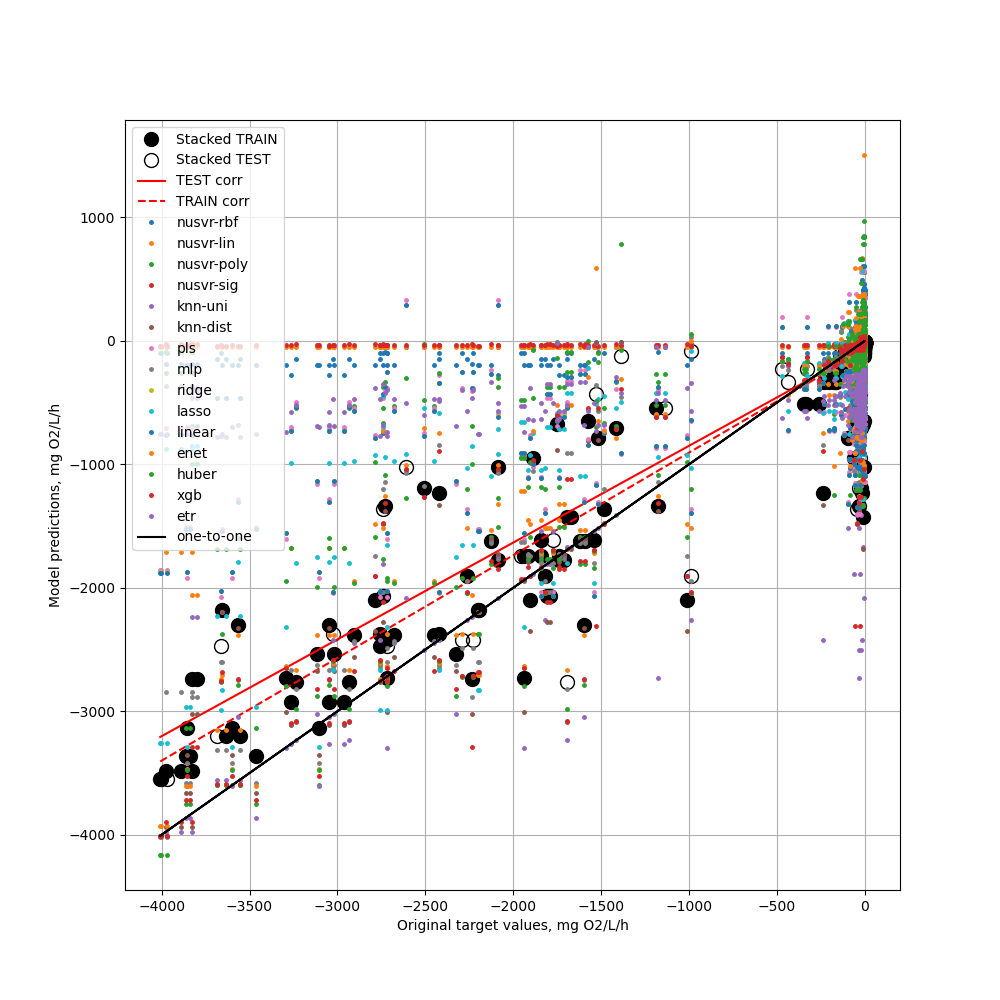 Stacked TRAIN
Stacked TEST
TEST corr
TRAIN corr
nusvr-rbf
nusvr-lin
nusvr-poly
nusvr-sig
knn-uni
knn-dist
pls
mlp
ridge
lasso
linear
enet
huber
xgb
etr
one-to-one
1000
0
−1000
−2000
−3000
−4000
Model predictions, mg O2/L/h
−4000 −3500 −3000 −2500 −2000 −1500 −1000 −500 0
Original target values, mg O2/L/h